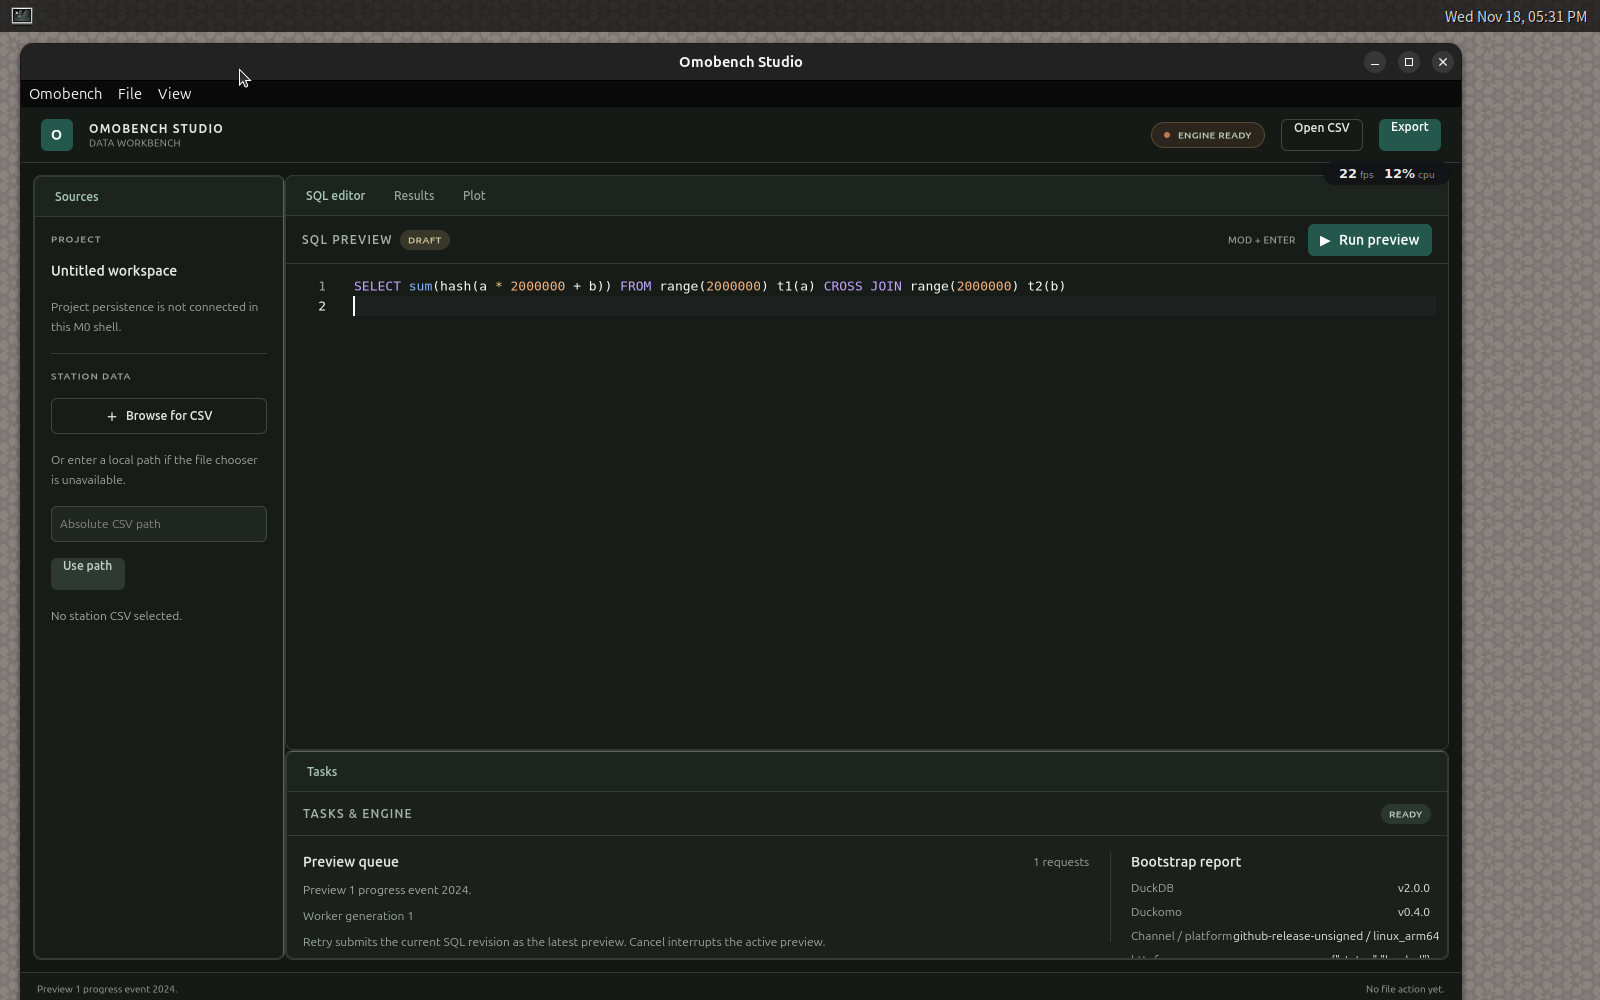 Wed Nov 18, 05:31 PM
Omobench Studio
Omobench File View
O
OMOBENCH STUDIO
DATA WORKBENCH
ENGINE READY
Open CSV
Export
22 fps 12% cpu
Sources
PROJECT
Untitled workspace
Project persistence is not connected in
this M0 shell.
STATION DATA
+ Browse for CSV
Or enter a local path if the file chooser
is unavailable.
Absolute CSV path
Use path
No station CSV selected.
SQL editor Results Plot
SQL PREVIEW DRAFT
MOD + ENTER
▶ Run preview
1 SELECT sum(hash(a * 2000000 + b)) FROM range(2000000) t1(a) CROSS JOIN range(2000000) t2(b)
2
Tasks
TASKS & ENGINE
READY
Preview queue
1 requests
Preview 1 progress event 2024.
Worker generation 1
Retry submits the current SQL revision as the latest preview. Cancel interrupts the active preview.
Bootstrap report
DuckDB v2.0.0
Duckomo v0.4.0
Channel / platform github-release-unsigned / linux_arm64
Preview 1 progress event 2024.
No file action yet.